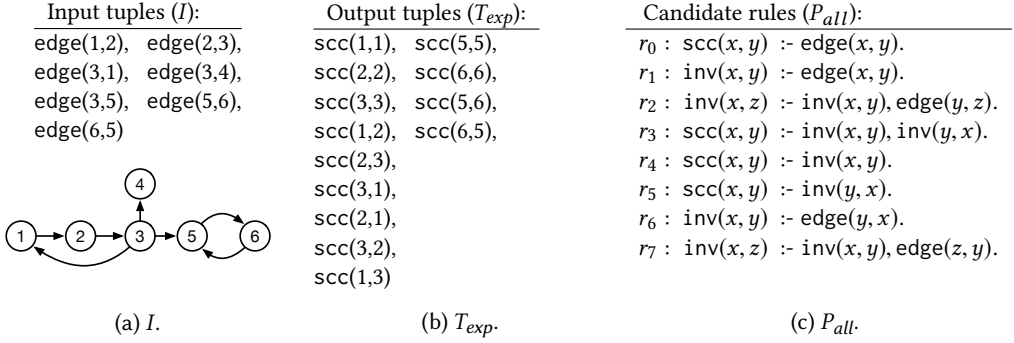 Input tuples (I):
edge(1,2), edge(2,3),
edge(3,1), edge(3,4),
edge(3,5), edge(5,6),
edge(6,5)
4
1 2 3 5 6
(a) I.
Output tuples (T_exp):
scc(1,1), scc(5,5),
scc(2,2), scc(6,6),
scc(3,3), scc(5,6),
scc(1,2), scc(6,5),
scc(2,3),
scc(3,1),
scc(2,1),
scc(3,2),
scc(1,3)
(b) T_exp.
Candidate rules (P_all):
r0 : scc(x, y) :- edge(x, y).
r1 : inv(x, y) :- edge(x, y).
r2 : inv(x, z) :- inv(x, y), edge(y, z).
r3 : scc(x, y) :- inv(x, y), inv(y, x).
r4 : scc(x, y) :- inv(x, y).
r5 : scc(x, y) :- inv(y, x).
r6 : inv(x, y) :- edge(y, x).
r7 : inv(x, z) :- inv(x, y), edge(z, y).
(c) P_all.